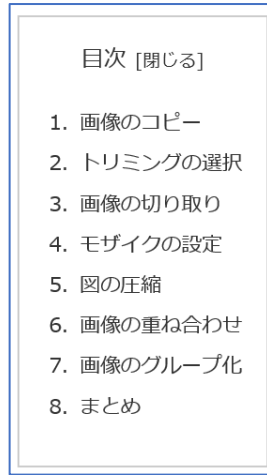 目次 [閉じる]
1. 画像のコピー
2. トリミングの選択
3. 画像の切り取り
4. モザイクの設定
5. 図の圧縮
6. 画像の重ね合わせ
7. 画像のグループ化
8. まとめ